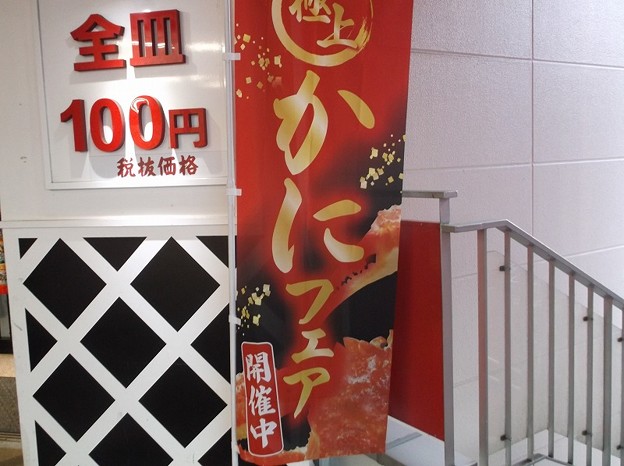 全皿
100円
税抜価格
極上
かに
フェア
開催中